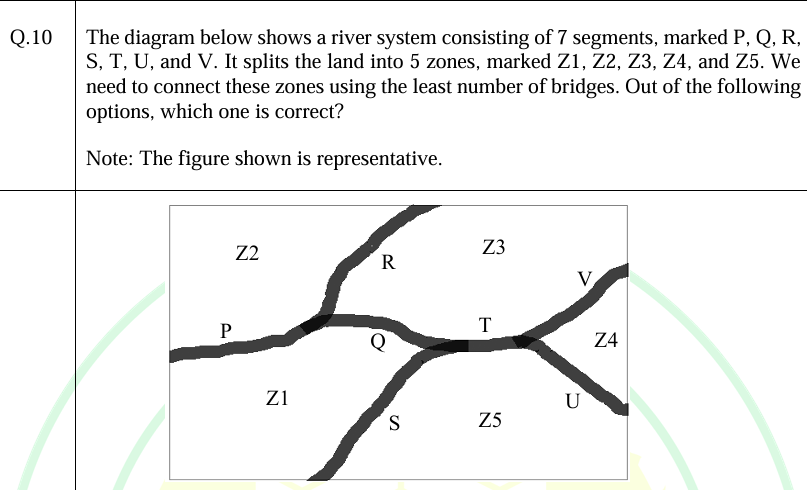 Q.10
The diagram below shows a river system consisting of 7 segments, marked P, Q, R,
S, T, U, and V. It splits the land into 5 zones, marked Z1, Z2, Z3, Z4, and Z5. We
need to connect these zones using the least number of bridges. Out of the following
options, which one is correct?
Note: The figure shown is representative.
Z2
Z3
R
V
P
T
Q
Z4
Z1
U
S
Z5